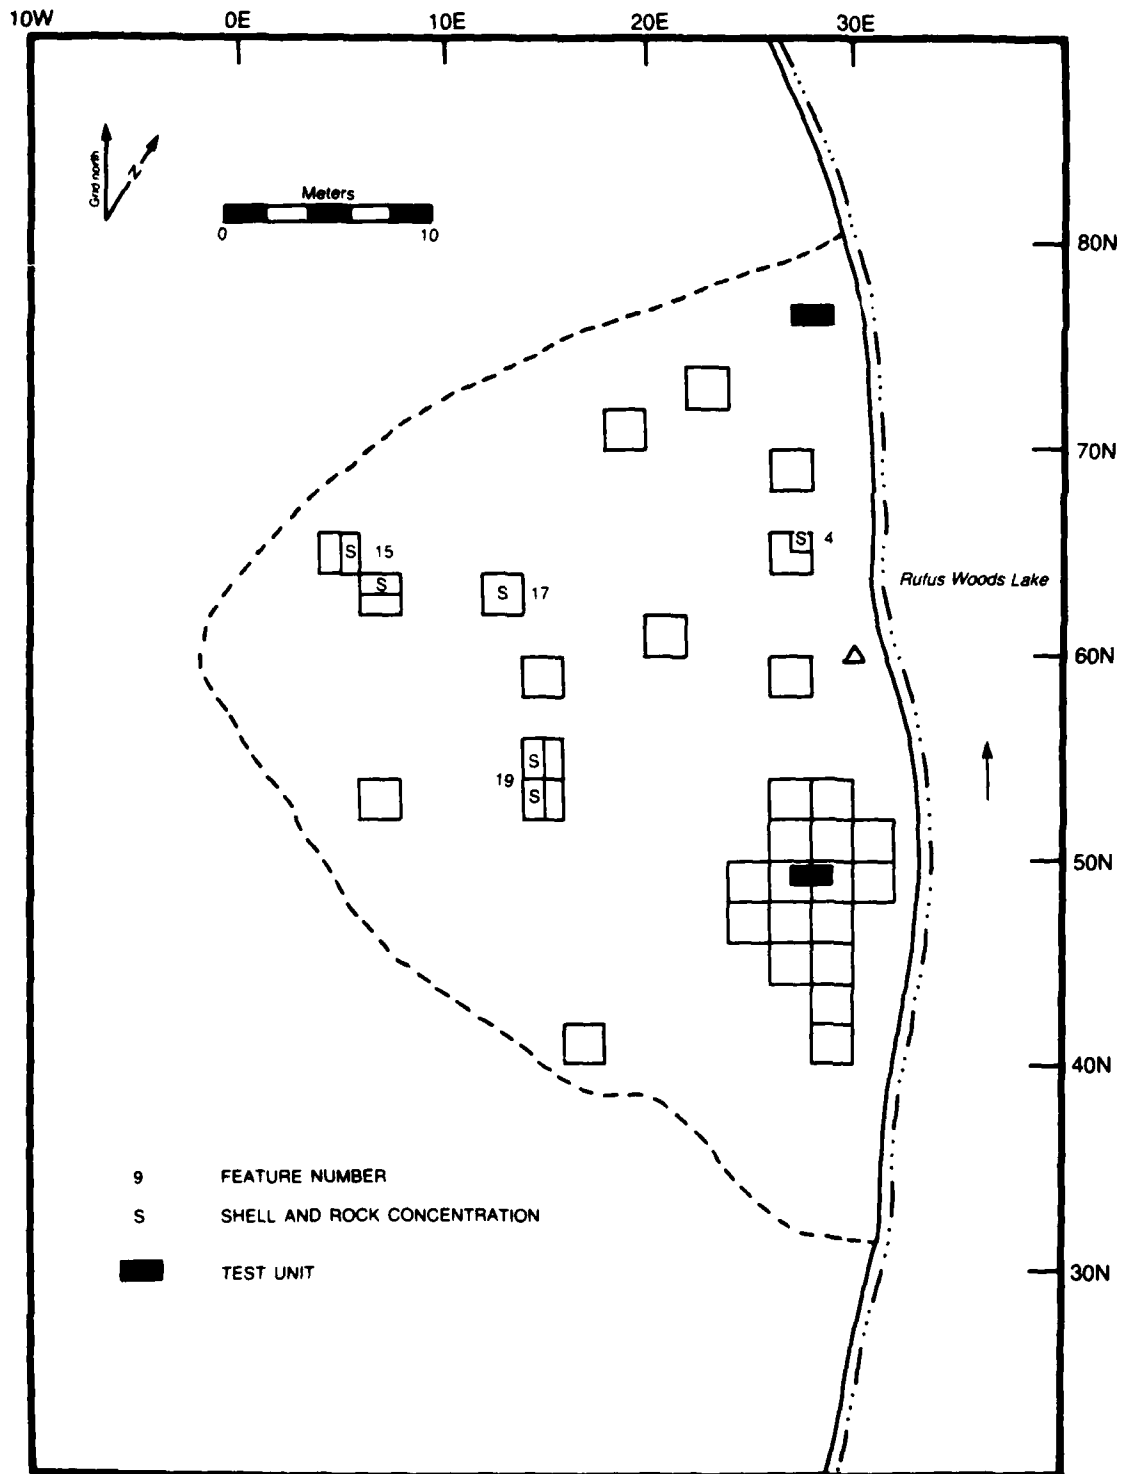 10W 0E 10E 20E 30E
Grid north
N
Meters
0 10
80N
70N
S 4
S 15
S
S 17
Rufus Woods Lake
60N
S
19
S
50N
40N
9 FEATURE NUMBER
S SHELL AND ROCK CONCENTRATION
TEST UNIT
30N